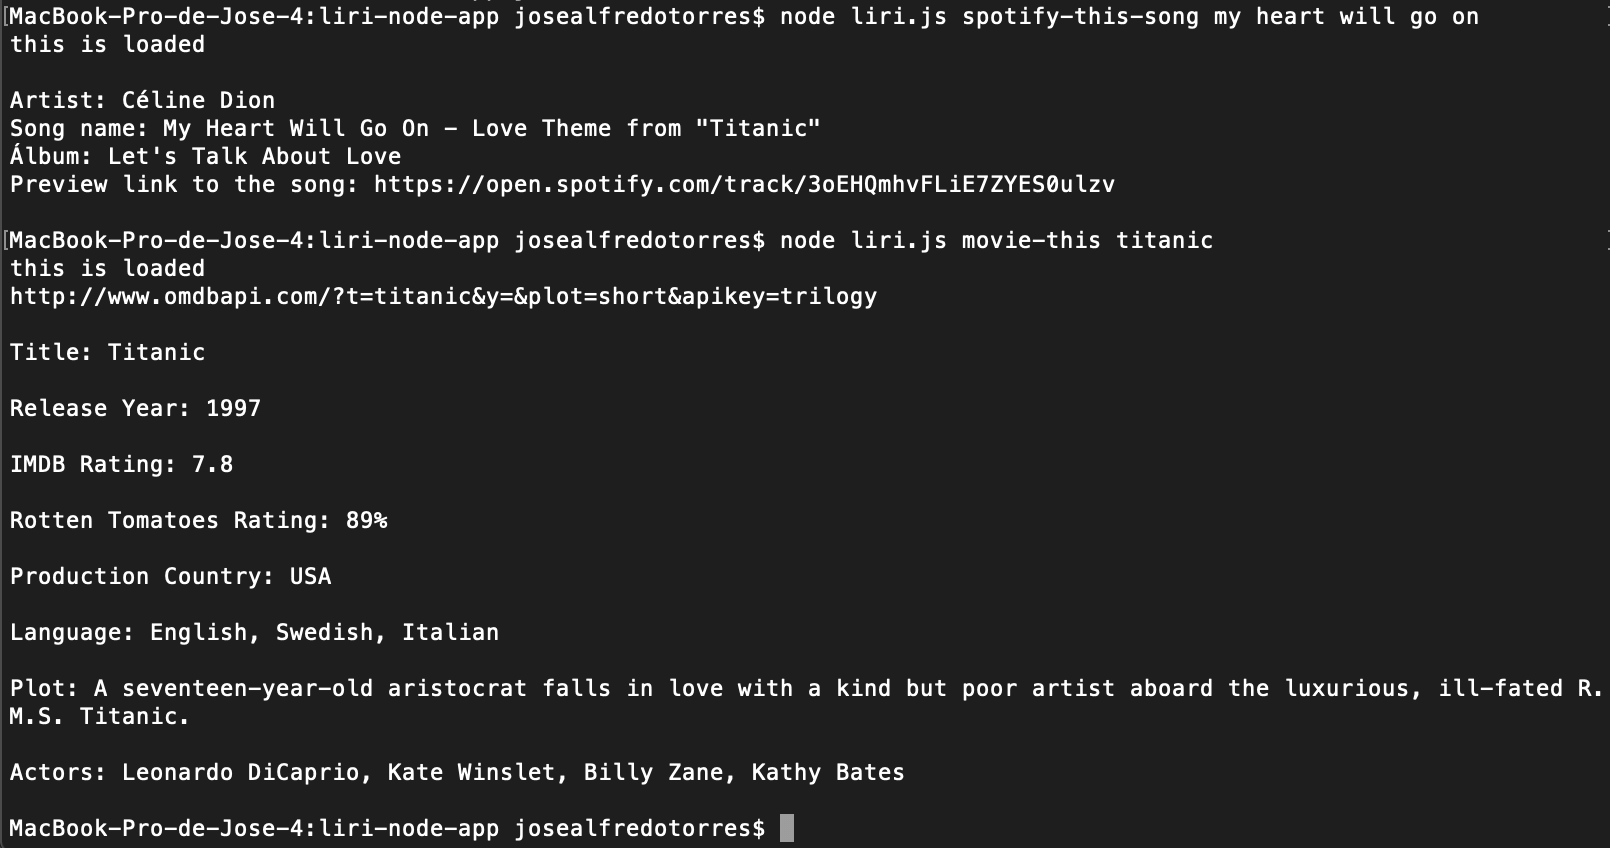 [MacBook-Pro-de-Jose-4:liri-node-app josealfredotorres$ node liri.js spotify-this-song my heart will go on
this is loaded
Artist: Céline Dion
Song name: My Heart Will Go On - Love Theme from "Titanic"
Álbum: Let's Talk About Love
Preview link to the song: https://open.spotify.com/track/3oEHQmhvFLiE7ZYES0ulzv
[MacBook-Pro-de-Jose-4:liri-node-app josealfredotorres$ node liri.js movie-this titanic
this is loaded
http://www.omdbapi.com/?t=titanic&y=&plot=short&apikey=trilogy
Title: Titanic
Release Year: 1997
IMDB Rating: 7.8
Rotten Tomatoes Rating: 89%
Production Country: USA
Language: English, Swedish, Italian
Plot: A seventeen-year-old aristocrat falls in love with a kind but poor artist aboard the luxurious, ill-fated R.
M.S. Titanic.
Actors: Leonardo DiCaprio, Kate Winslet, Billy Zane, Kathy Bates
MacBook-Pro-de-Jose-4:liri-node-app josealfredotorres$